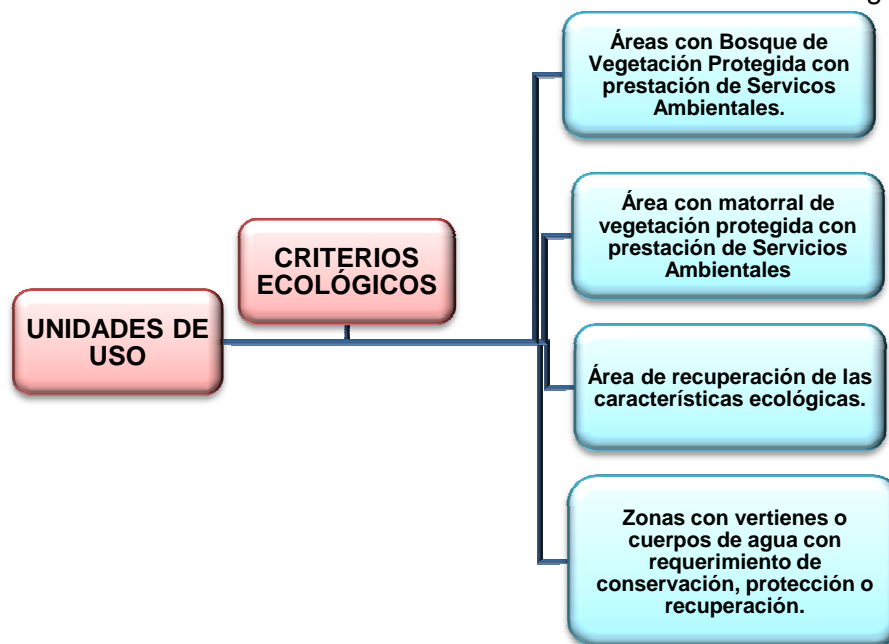 Áreas con Bosque de
Vegetación Protegida con
prestación de Servicos
Ambientales.
Área con matorral de
vegetación protegida con
prestación de Servicios
Ambientales
CRITERIOS
ECOLÓGICOS
UNIDADES DE
USO
Área de recuperación de las
características ecológicas.
Zonas con vertienes o
cuerpos de agua con
requerimiento de
conservación, protección o
recuperación.